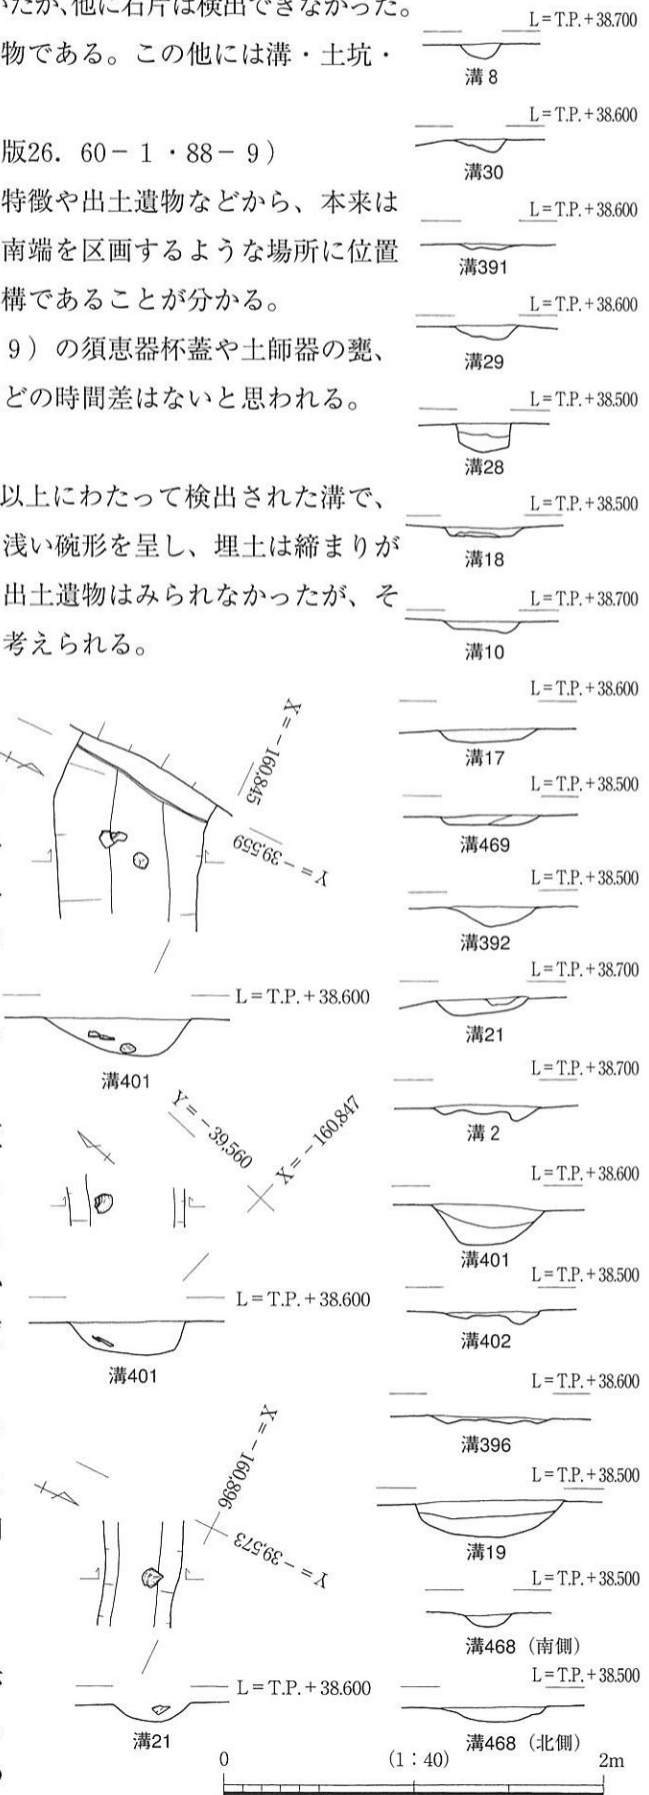 いたが、他に石片は検出できなかった。
物である。この他には溝・土坑・
版26．60－1・88－9）
特徴や出土遺物などから、本来は
南端を区画するような場所に位置
構であることが分かる。
9）の須恵器杯蓋や土師器の甕、
どの時間差はないと思われる。
以上にわたって検出された溝で、
浅い碗形を呈し、埋土は締まりが
出土遺物はみられなかったが、そ
考えられる。
X=－160,845
Y=－39,559
L=T.P.+38.600
溝401
Y=－39,560
X=－160,847
L=T.P.+38.600
溝401
X=－160,896
Y=－39,573
L=T.P.+38.600
溝21
L=T.P.+38.700
溝8
L=T.P.+38.600
溝30
L=T.P.+38.600
溝391
L=T.P.+38.600
溝29
L=T.P.+38.500
溝28
L=T.P.+38.500
溝18
L=T.P.+38.700
溝10
L=T.P.+38.600
溝17
L=T.P.+38.500
溝469
L=T.P.+38.500
溝392
L=T.P.+38.700
溝21
L=T.P.+38.700
溝2
L=T.P.+38.600
溝401
L=T.P.+38.500
溝402
L=T.P.+38.600
溝396
L=T.P.+38.500
溝19
L=T.P.+38.500
溝468（南側）
L=T.P.+38.500
溝468（北側）
0 (1：40) 2m